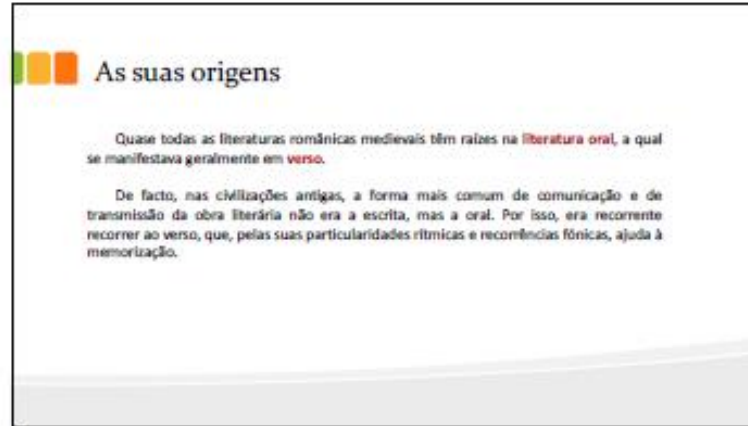 As suas origens
Quase todas as literaturas românicas medievais têm raízes na literatura oral, a qual
se manifestava geralmente em verso.
De facto, nas civilizações antigas, a forma mais comum de comunicação e de
transmissão da obra literária não era a escrita, mas a oral. Por isso, era recorrente
recorrer ao verso, que, pelas suas particularidades rítmicas e recorrências fónicas, ajuda à
memorização.